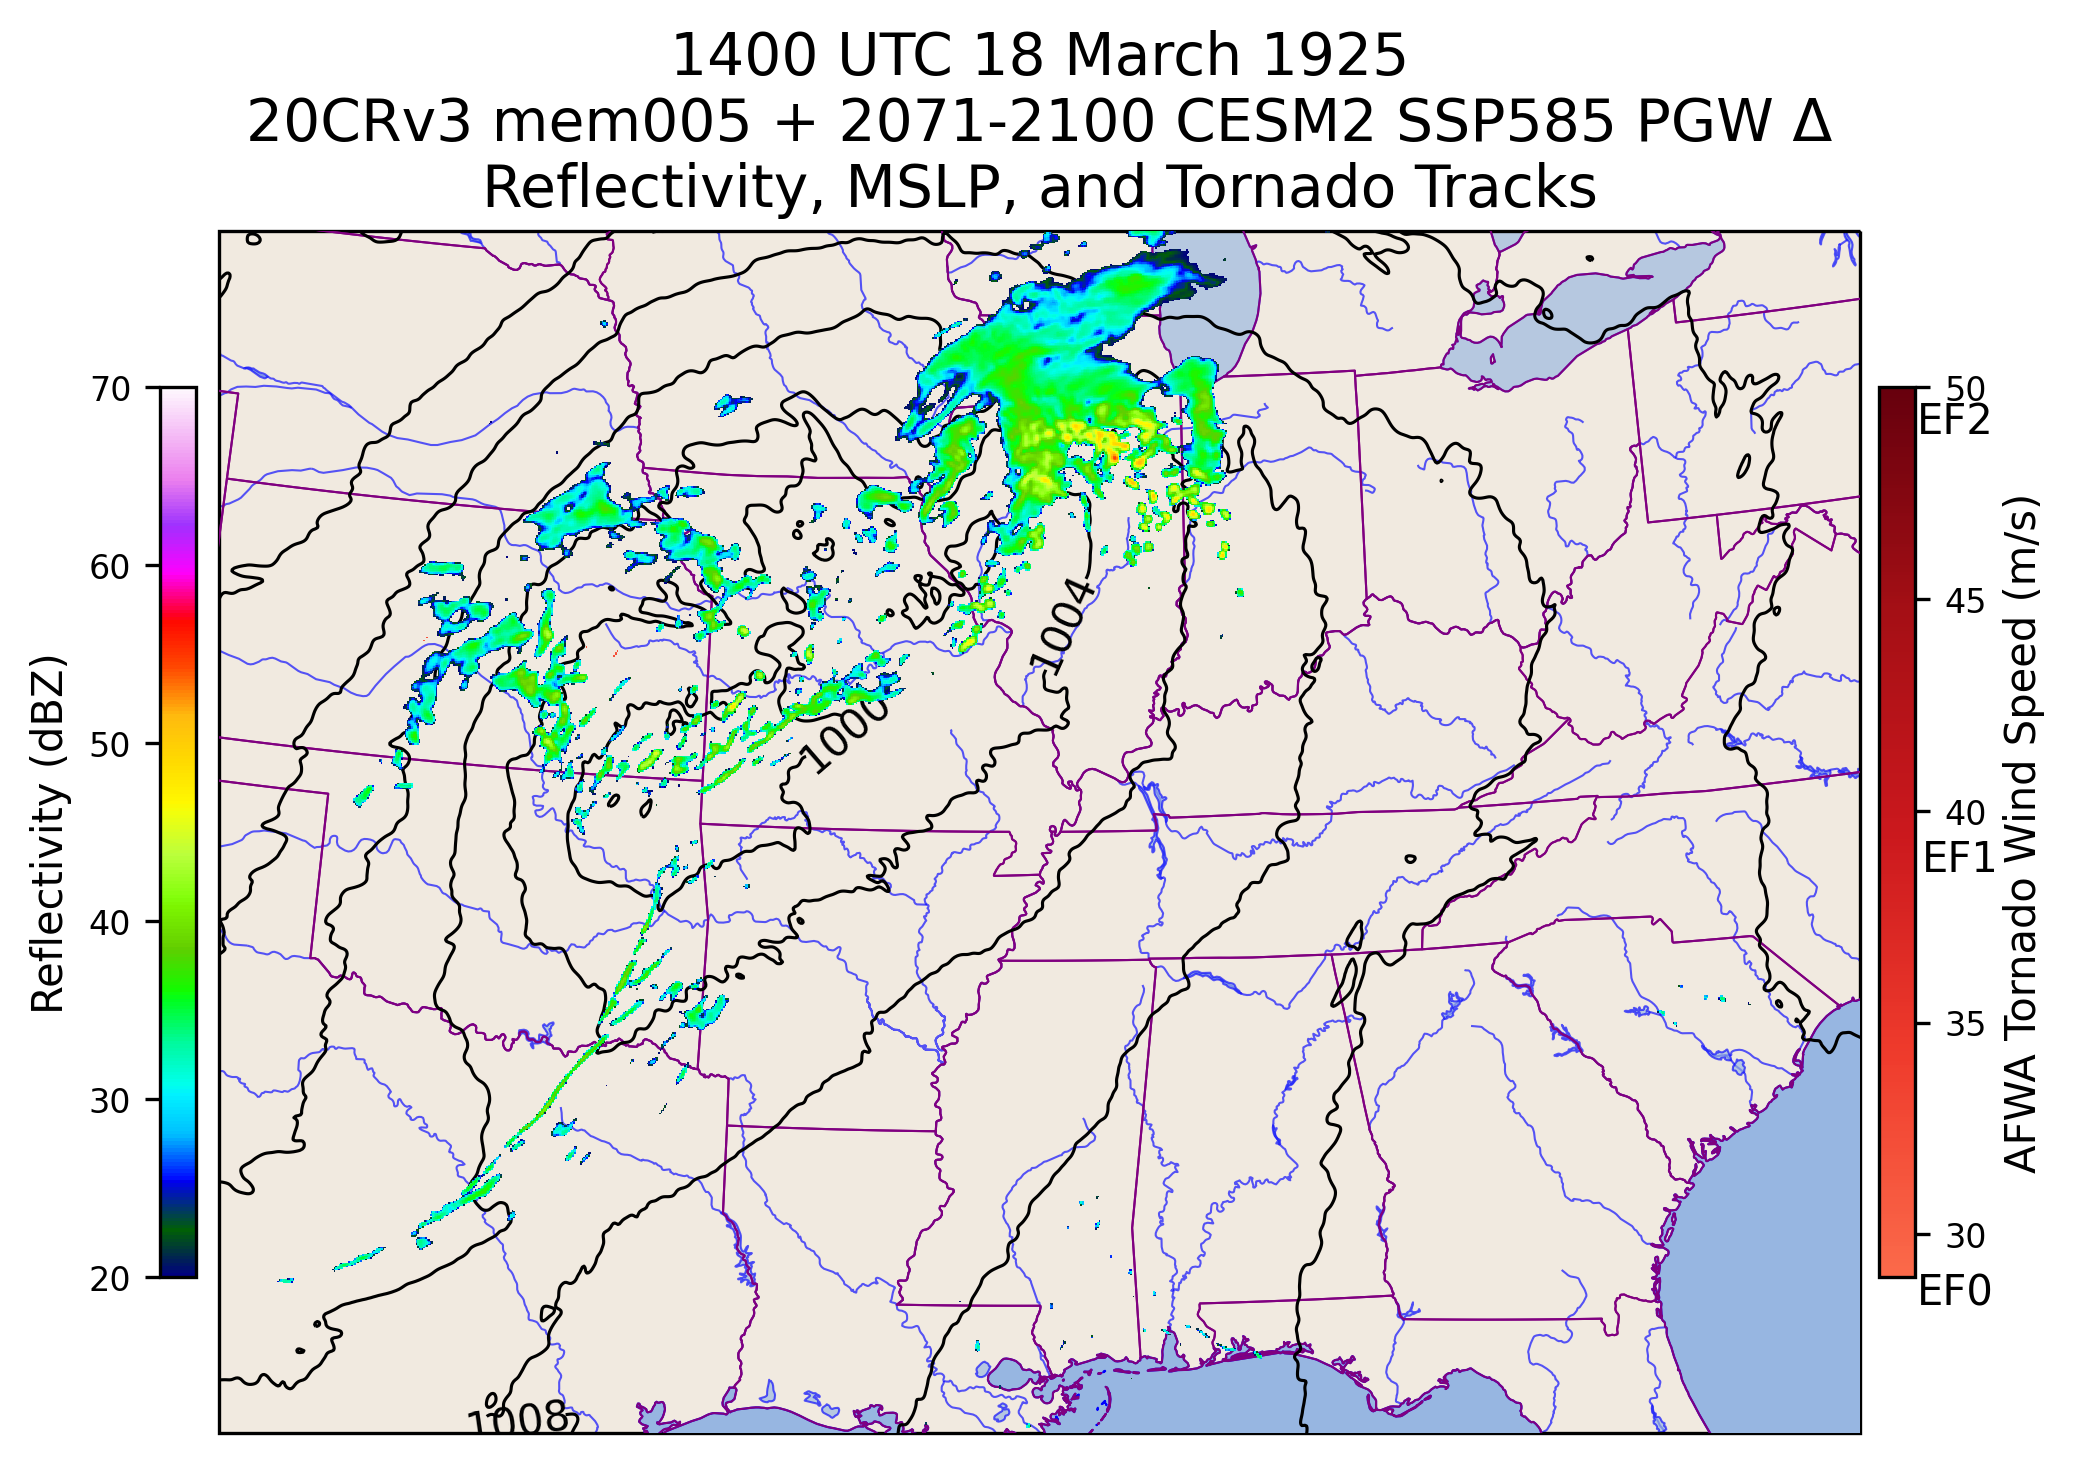 1400 UTC 18 March 1925
20CRv3 mem005 + 2071-2100 CESM2 SSP585 PGW Δ
Reflectivity, MSLP, and Tornado Tracks
70
60
50
40
30
20
Reflectivity (dBZ)
1004
1000
1008
50
EF2
45
40
EF1
35
30
EF0
AFWA Tornado Wind Speed (m/s)